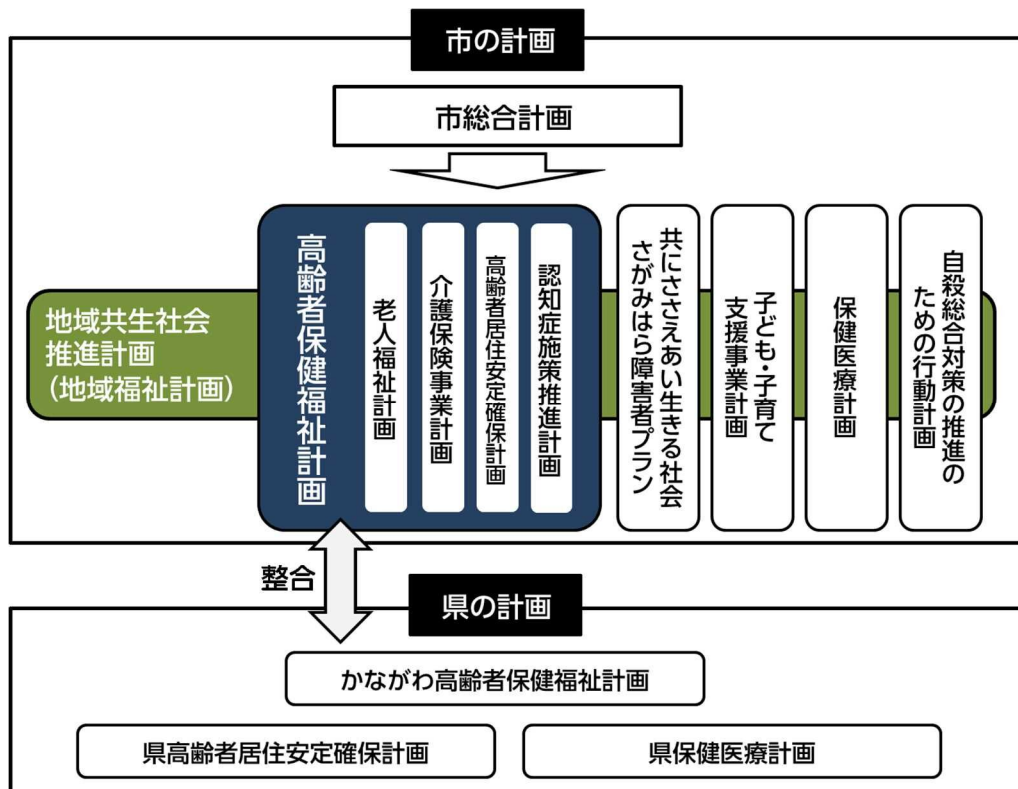 市の計画
市総合計画
地域共生社会
推進計画
（地域福祉計画）
高齢者保健福祉計画
老人福祉計画
介護保険事業計画
高齢者居住安定確保計画
認知症施策推進計画
共にささえあい生きる社会
さがみはら障害者プラン
子ども・子育て
支援事業計画
保健医療計画
自殺総合対策の推進の
ための行動計画
整合
県の計画
かながわ高齢者保健福祉計画
県高齢者居住安定確保計画
県保健医療計画